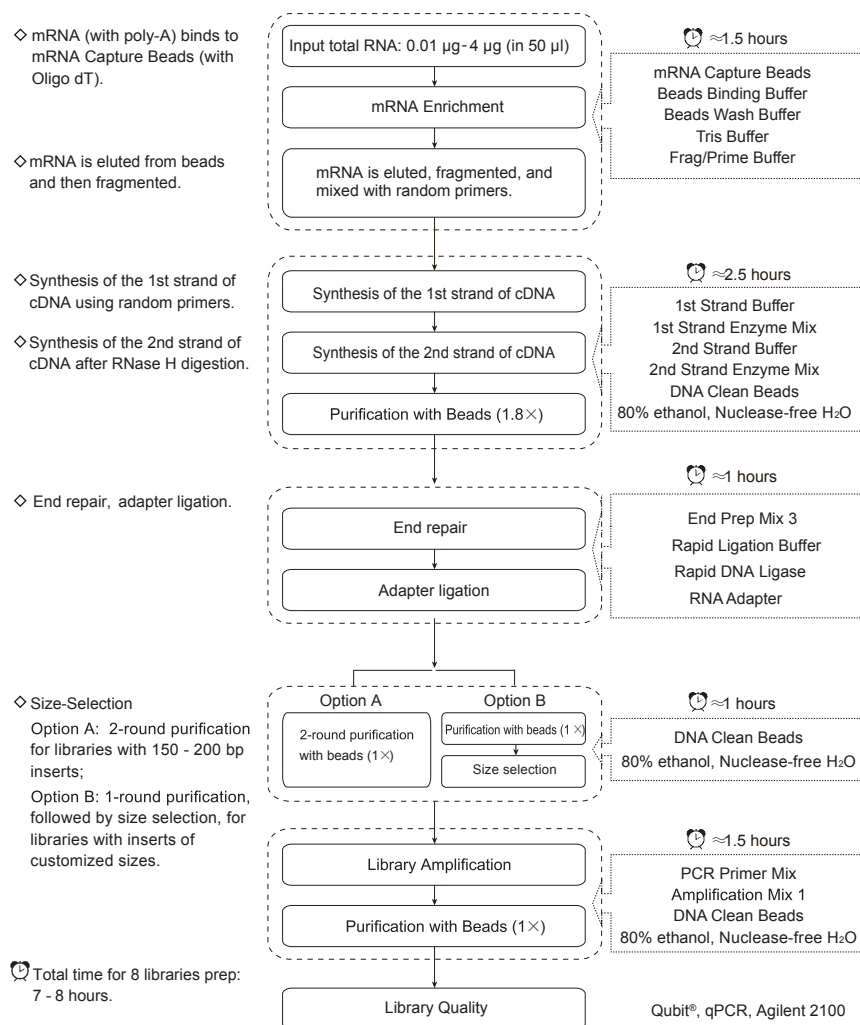 ◇ mRNA (with poly-A) binds to
mRNA Capture Beads (with
Oligo dT).
Input total RNA: 0.01 μg- 4 μg (in 50 μl)
mRNA Enrichment
≈1.5 hours
mRNA Capture Beads
Beads Binding Buffer
Beads Wash Buffer
Tris Buffer
Frag/Prime Buffer
◇ mRNA is eluted from beads
and then fragmented.
mRNA is eluted, fragmented, and
mixed with random primers.
◇ Synthesis of the 1st strand of
cDNA using random primers.
◇ Synthesis of the 2nd strand of
cDNA after RNase H digestion.
Synthesis of the 1st strand of cDNA
Synthesis of the 2nd strand of cDNA
Purification with Beads (1.8×)
≈2.5 hours
1st Strand Buffer
1st Strand Enzyme Mix
2nd Strand Buffer
2nd Strand Enzyme Mix
DNA Clean Beads
80% ethanol, Nuclease-free H₂O
◇ End repair, adapter ligation.
End repair
Adapter ligation
≈1 hours
End Prep Mix 3
Rapid Ligation Buffer
Rapid DNA Ligase
RNA Adapter
◇ Size-Selection
Option A: 2-round purification
for libraries with 150 - 200 bp
inserts;
Option B: 1-round purification,
followed by size selection, for
libraries with inserts of
customized sizes.
Option A
2-round purification
with beads (1×)
Option B
Purification with beads (1 ×)
Size selection
≈1 hours
DNA Clean Beads
80% ethanol, Nuclease-free H₂O
Library Amplification
Purification with Beads (1×)
≈1.5 hours
PCR Primer Mix
Amplification Mix 1
DNA Clean Beads
80% ethanol, Nuclease-free H₂O
Total time for 8 libraries prep:
7 - 8 hours.
Library Quality
Qubit®, qPCR, Agilent 2100